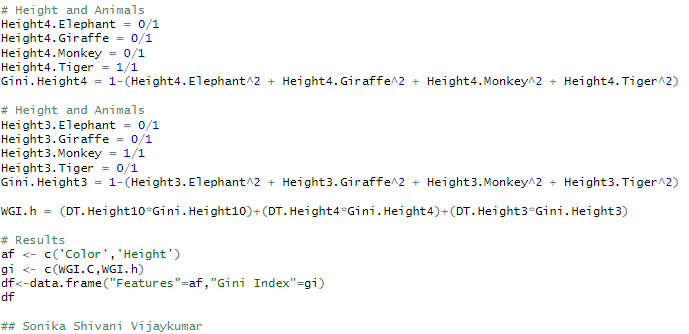 # Height and Animals
Height4.Elephant = 0/1
Height4.Giraffe = 0/1
Height4.Monkey = 0/1
Height4.Tiger = 1/1
Gini.Height4 = 1-(Height4.Elephant^2 + Height4.Giraffe^2 + Height4.Monkey^2 + Height4.Tiger^2)
# Height and Animals
Height3.Elephant = 0/1
Height3.Giraffe = 0/1
Height3.Monkey = 1/1
Height3.Tiger = 0/1
Gini.Height3 = 1-(Height3.Elephant^2 + Height3.Giraffe^2 + Height3.Monkey^2 + Height3.Tiger^2)
WGI.h = (DT.Height10*Gini.Height10)+(DT.Height4*Gini.Height4)+(DT.Height3*Gini.Height3)
# Results
af <- c('Color','Height')
gi <- c(WGI.C,WGI.h)
df<-data.frame("Features"=af,"Gini Index"=gi)
df
## Sonika Shivani Vijaykumar